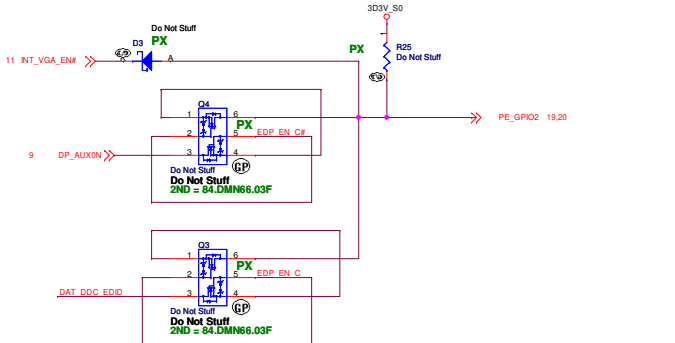 3D3V_S0
Do Not Stuff
D3
PX
PX
R25
Do Not Stuff
1
11 INT_VGA_EN#
A
Q4
1
6
PE_GPIO2 19,20
PX
2
5
EDP_EN_C#
9 DP_AUX0N
3
4
GP
Do Not Stuff
Do Not Stuff
2ND = 84.DMN66.03F
Q3
1
6
PX
2
5
EDP_EN_C
DAT_DDC_EDID
3
4
GP
Do Not Stuff
Do Not Stuff
2ND = 84.DMN66.03F